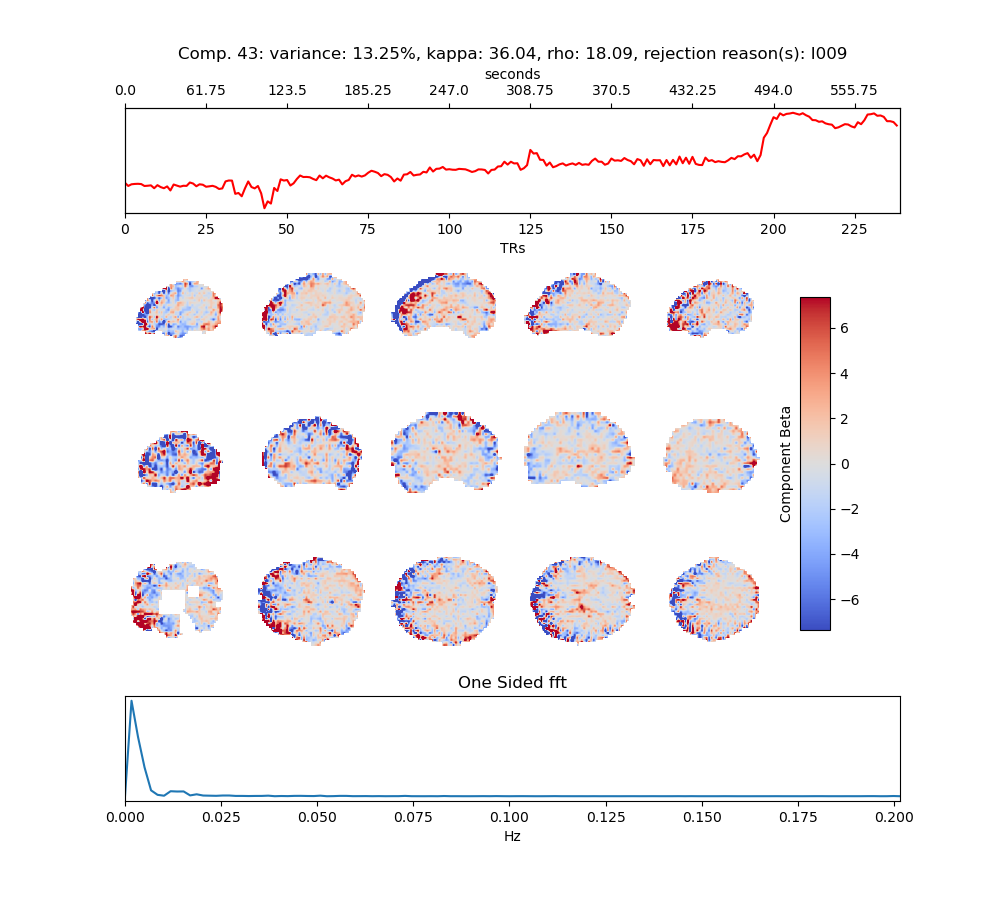 Comp. 43: variance: 13.25%, kappa: 36.04, rho: 18.09, rejection reason(s): I009
seconds
0.0 61.75 123.5 185.25 247.0 308.75 370.5 432.25 494.0 555.75
0 25 50 75 100 125 150 175 200 225
TRs
6
4
2
0
−2
−4
−6
Component Beta
One Sided fft
0.000 0.025 0.050 0.075 0.100 0.125 0.150 0.175 0.200
Hz